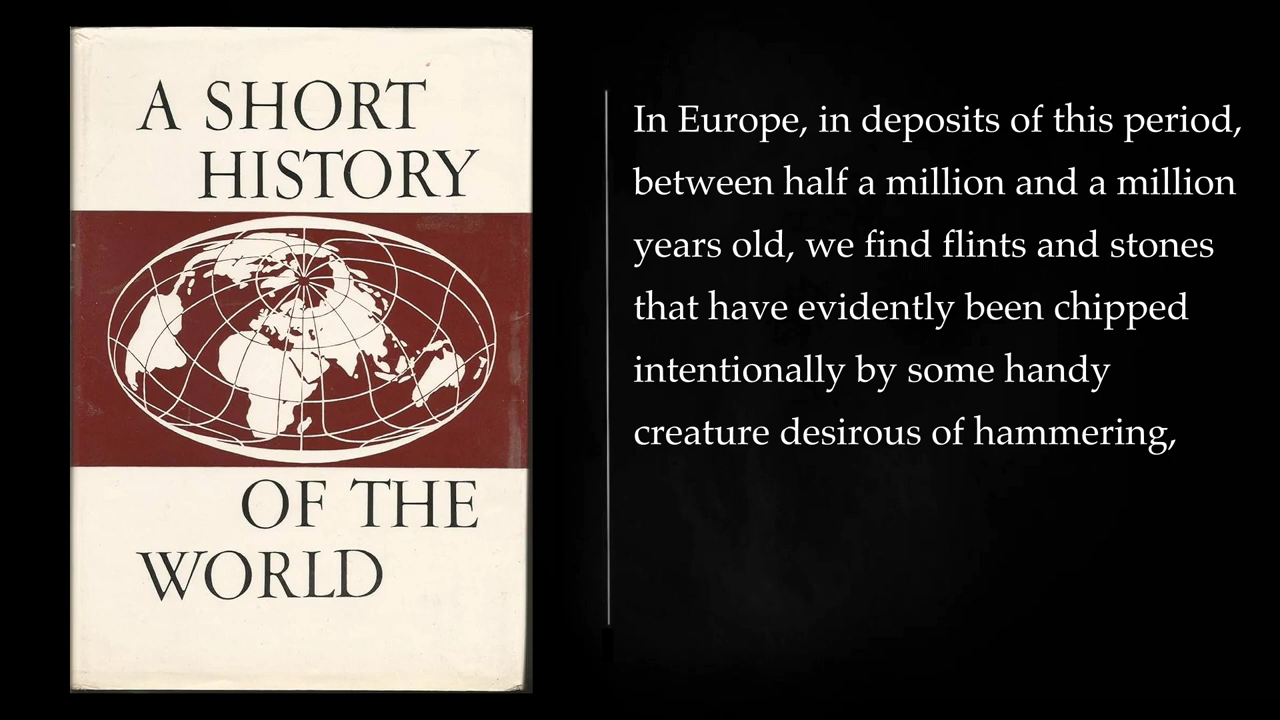 A SHORT
HISTORY
OF THE
WORLD
In Europe, in deposits of this period,
between half a million and a million
years old, we find flints and stones
that have evidently been chipped
intentionally by some handy
creature desirous of hammering,